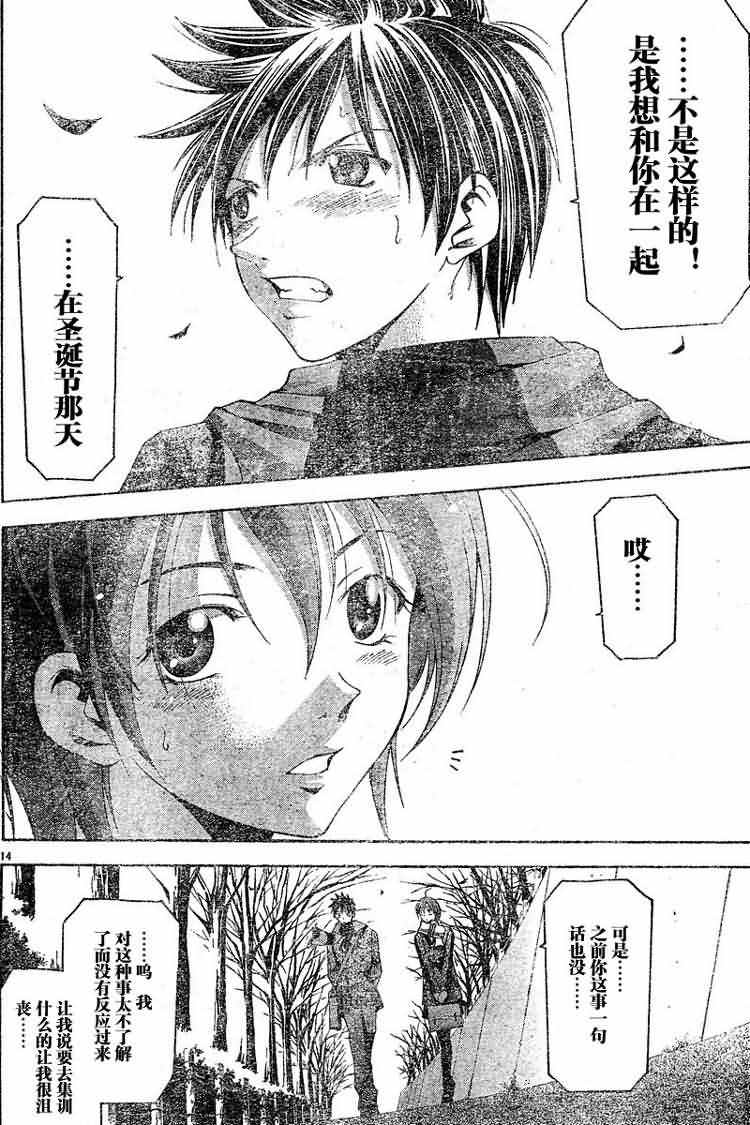 ……不是这样的！
是我想和你在一起
……在圣诞节那天
哎……
可是……
之前你这事一句
话也没……
……呜 我
对这种事太不了解
了而没有反应过来
让我说要去集训
什么的让我很沮
丧……
14